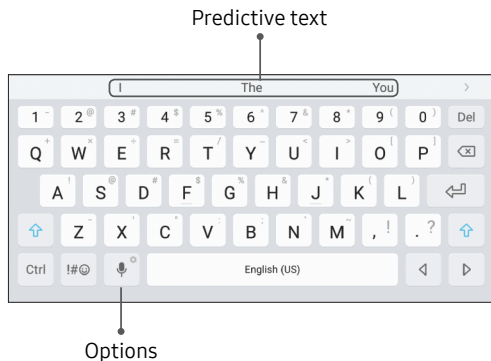 Predictive text
I The You >
1 - 2 @ 3 # 4 $ 5 % 6 ^ 7 & 8 * 9 ( 0 ) Del
Q + W × E ÷ R = T / Y _ U < I > O [ P ]
A ! S @ D # F $ G % H & J * K ( L )
Z - X ' C " V : B ; N ' M ~ , ! . ?
Ctrl !#☺ English (US)
Options